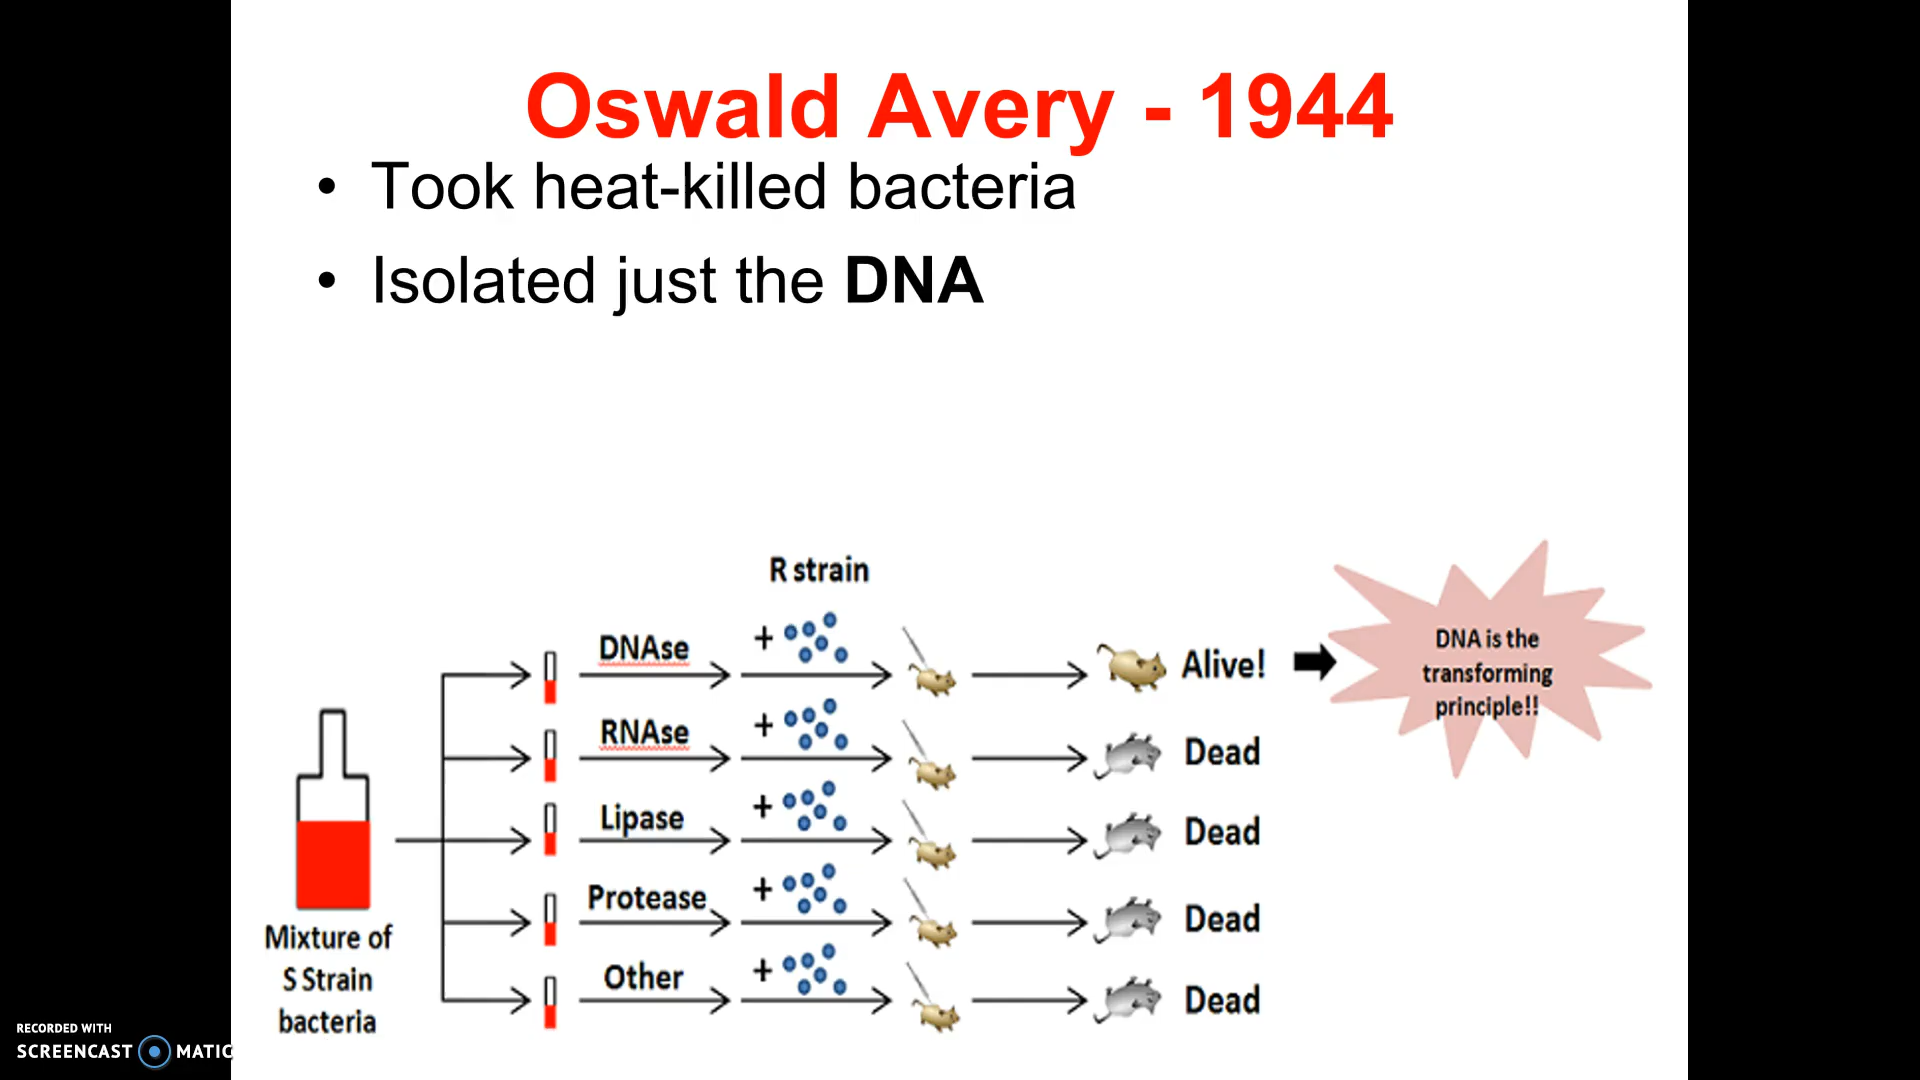 Oswald Avery - 1944
• Took heat-killed bacteria
• Isolated just the DNA
R strain
DNAse + Alive!
RNAse + Dead
Lipase + Dead
Protease + Dead
Other + Dead
DNA is the
transforming
principle!!
Mixture of
S Strain
bacteria
RECORDED WITH
SCREENCAST MATIC